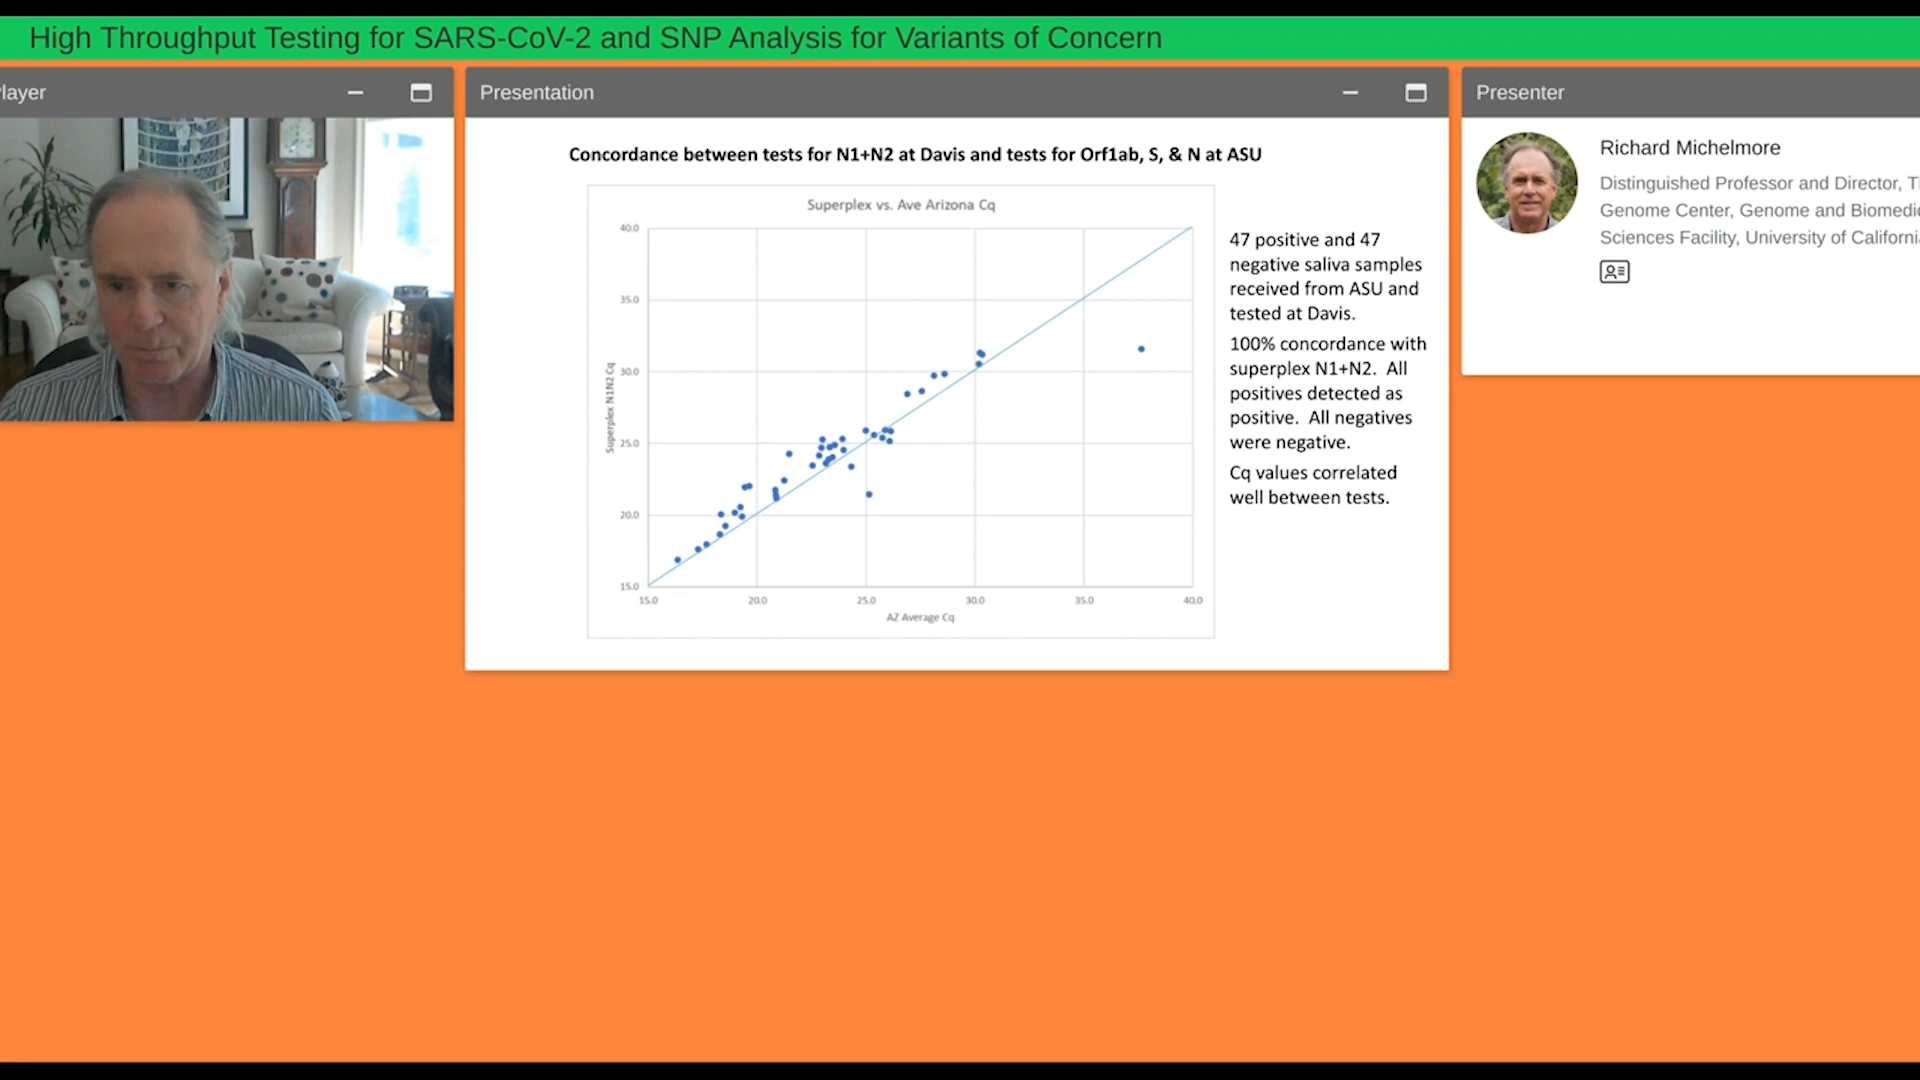 High Throughput Testing for SARS-CoV-2 and SNP Analysis for Variants of Concern
layer
Presentation
Presenter
Concordance between tests for N1+N2 at Davis and tests for Orf1ab, S, & N at ASU
Superplex vs. Ave Arizona Cq
40.0
35.0
30.0
25.0
20.0
15.0
Superplex N1N2 Cq
15.0 20.0 25.0 30.0 35.0 40.0
AZ Average Cq
47 positive and 47
negative saliva samples
received from ASU and
tested at Davis.
100% concordance with
superplex N1+N2. All
positives detected as
positive. All negatives
were negative.
Cq values correlated
well between tests.
Richard Michelmore
Distinguished Professor and Director, T
Genome Center, Genome and Biomedic
Sciences Facility, University of Californi